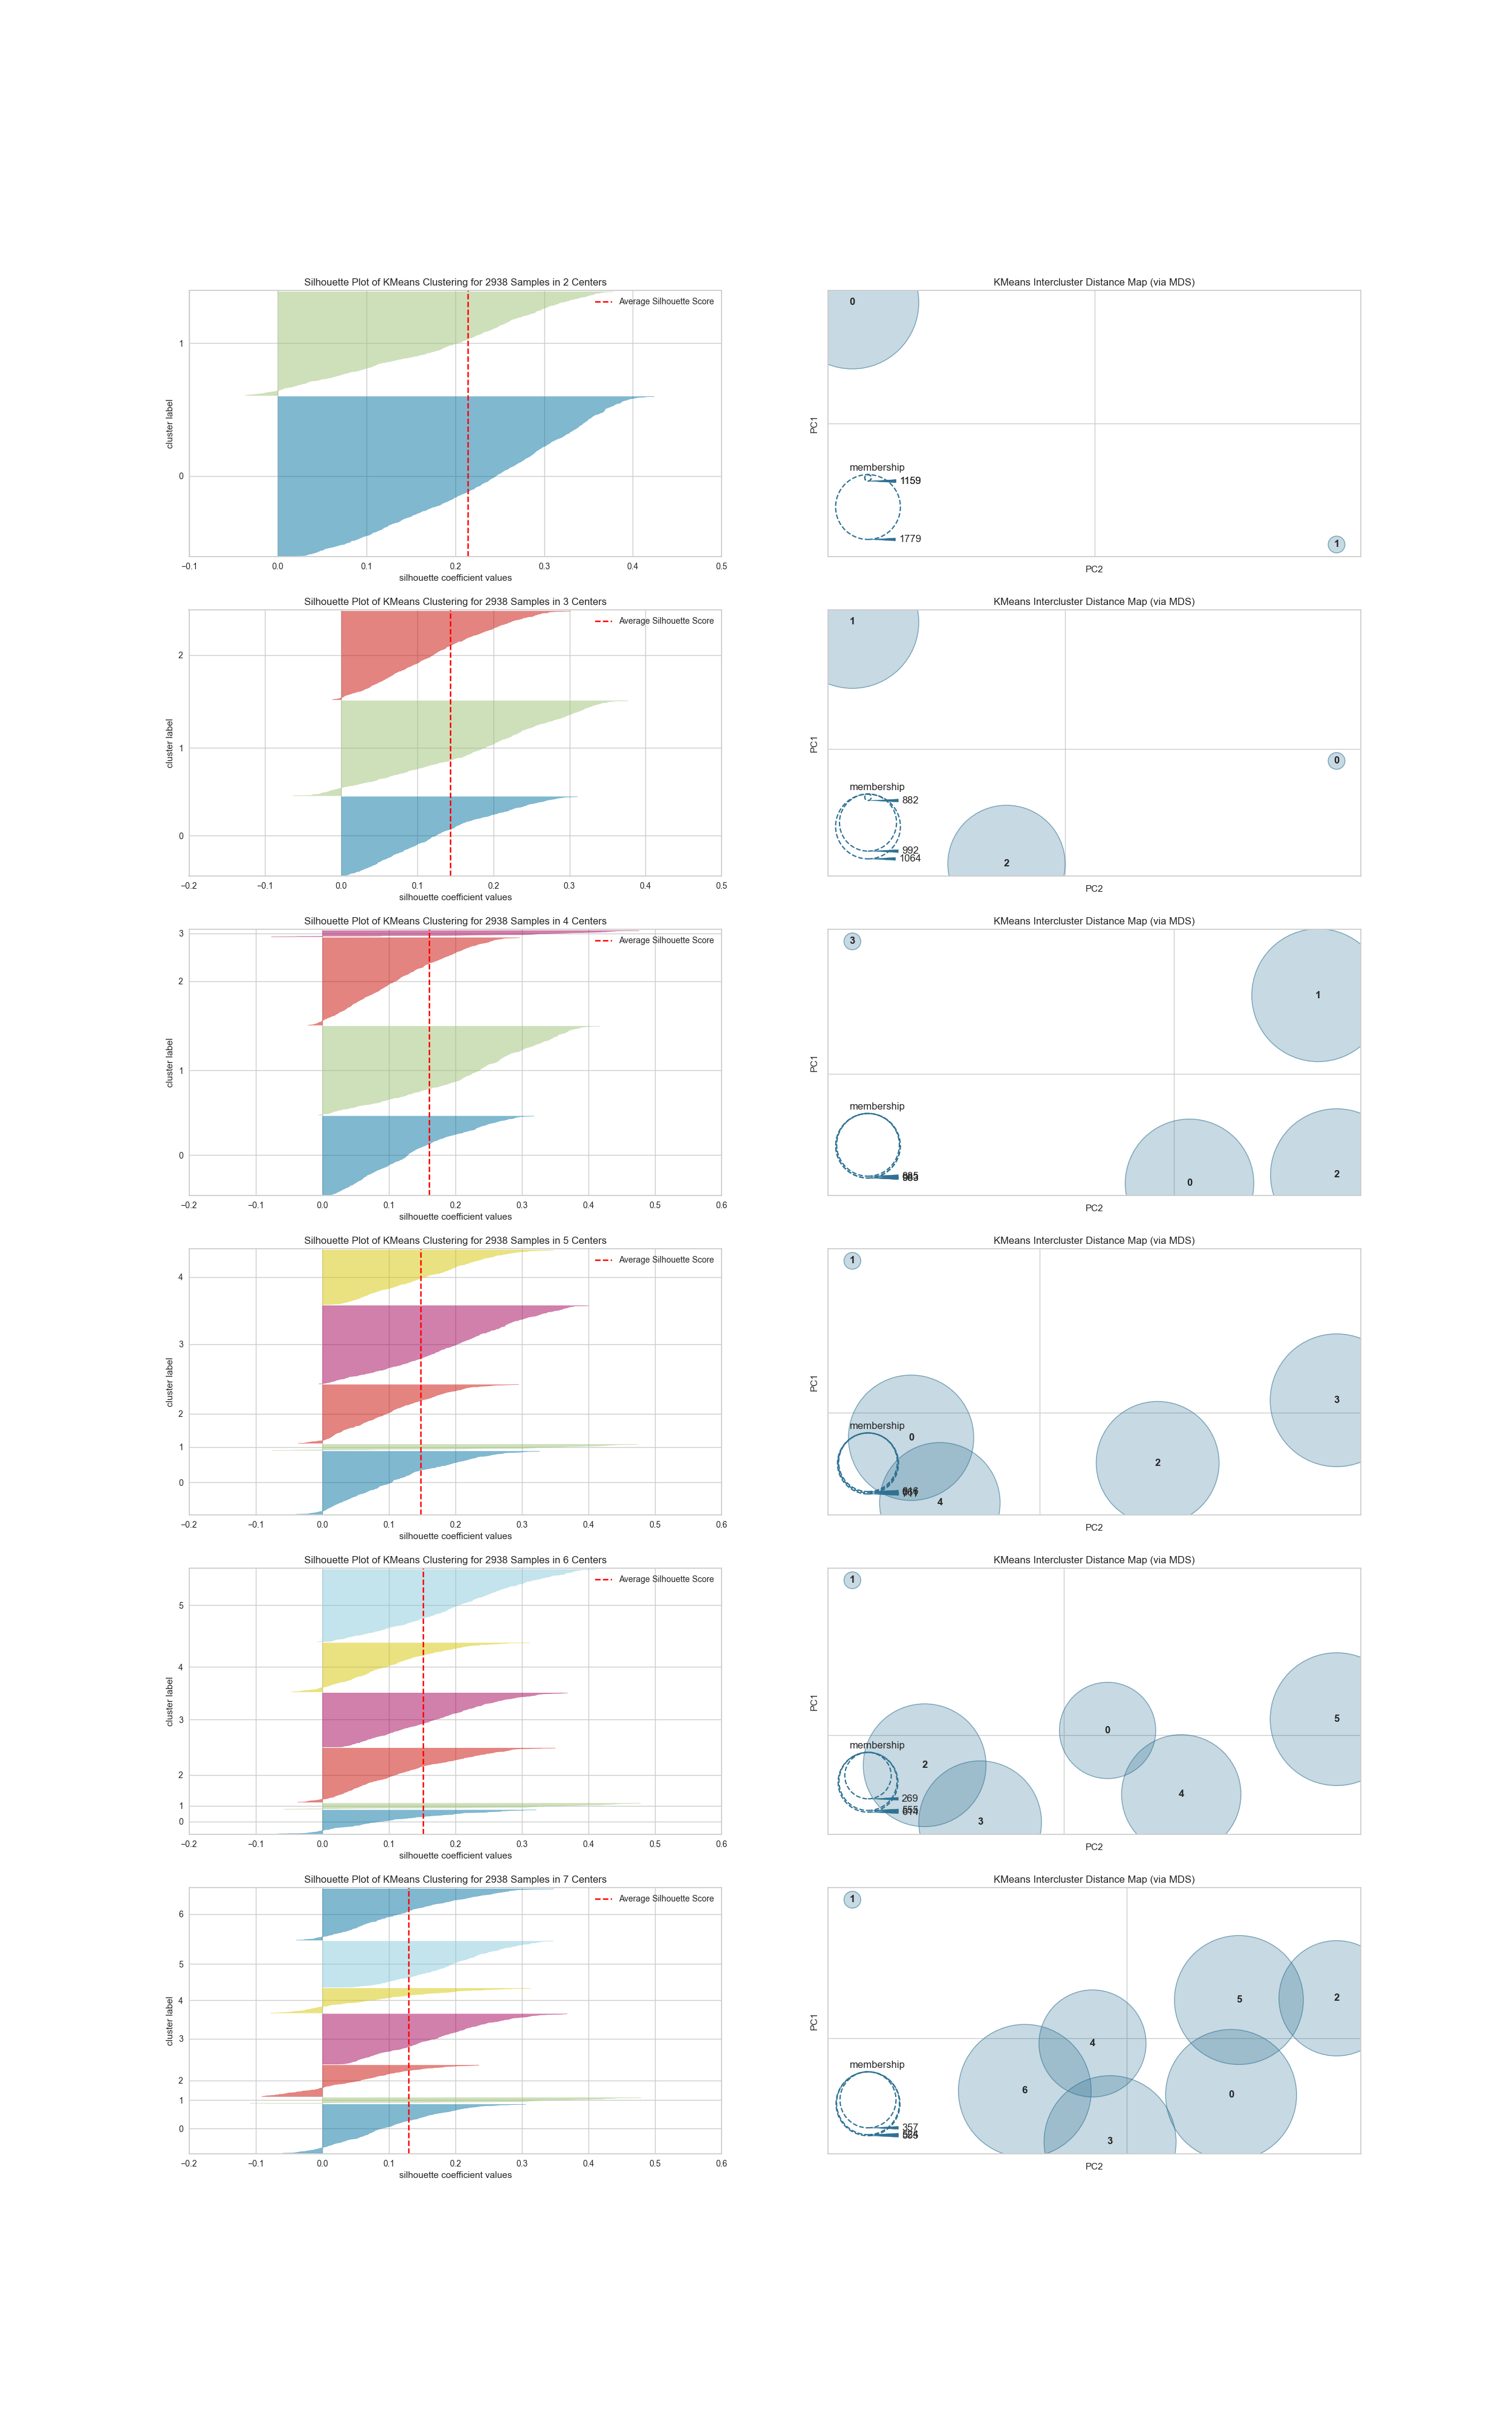 Silhouette Plot of KMeans Clustering for 2938 Samples in 2 Centers
Average Silhouette Score
1
0
cluster label
−0.1 0.0 0.1 0.2 0.3 0.4 0.5
silhouette coefficient values
KMeans Intercluster Distance Map (via MDS)
0
PC1
membership
1159
1779
1
PC2
Silhouette Plot of KMeans Clustering for 2938 Samples in 3 Centers
Average Silhouette Score
2
1
0
cluster label
−0.2 −0.1 0.0 0.1 0.2 0.3 0.4 0.5
silhouette coefficient values
KMeans Intercluster Distance Map (via MDS)
1
PC1
0
membership
882
992
1064
2
PC2
Silhouette Plot of KMeans Clustering for 2938 Samples in 4 Centers
Average Silhouette Score
3
2
1
0
cluster label
−0.2 −0.1 0.0 0.1 0.2 0.3 0.4 0.5 0.6
silhouette coefficient values
KMeans Intercluster Distance Map (via MDS)
3
1
PC1
membership
2
0
PC2
Silhouette Plot of KMeans Clustering for 2938 Samples in 5 Centers
Average Silhouette Score
4
3
2
1
0
cluster label
−0.2 −0.1 0.0 0.1 0.2 0.3 0.4 0.5 0.6
silhouette coefficient values
KMeans Intercluster Distance Map (via MDS)
1
PC1
3
membership
0
2
4
PC2
Silhouette Plot of KMeans Clustering for 2938 Samples in 6 Centers
Average Silhouette Score
5
4
3
2
1
0
cluster label
−0.2 −0.1 0.0 0.1 0.2 0.3 0.4 0.5 0.6
silhouette coefficient values
KMeans Intercluster Distance Map (via MDS)
1
PC1
5
0
membership
2
4
269
3
PC2
Silhouette Plot of KMeans Clustering for 2938 Samples in 7 Centers
Average Silhouette Score
6
5
4
3
2
1
0
cluster label
−0.2 −0.1 0.0 0.1 0.2 0.3 0.4 0.5 0.6
silhouette coefficient values
KMeans Intercluster Distance Map (via MDS)
1
PC1
2
5
4
membership
6
0
357
3
PC2